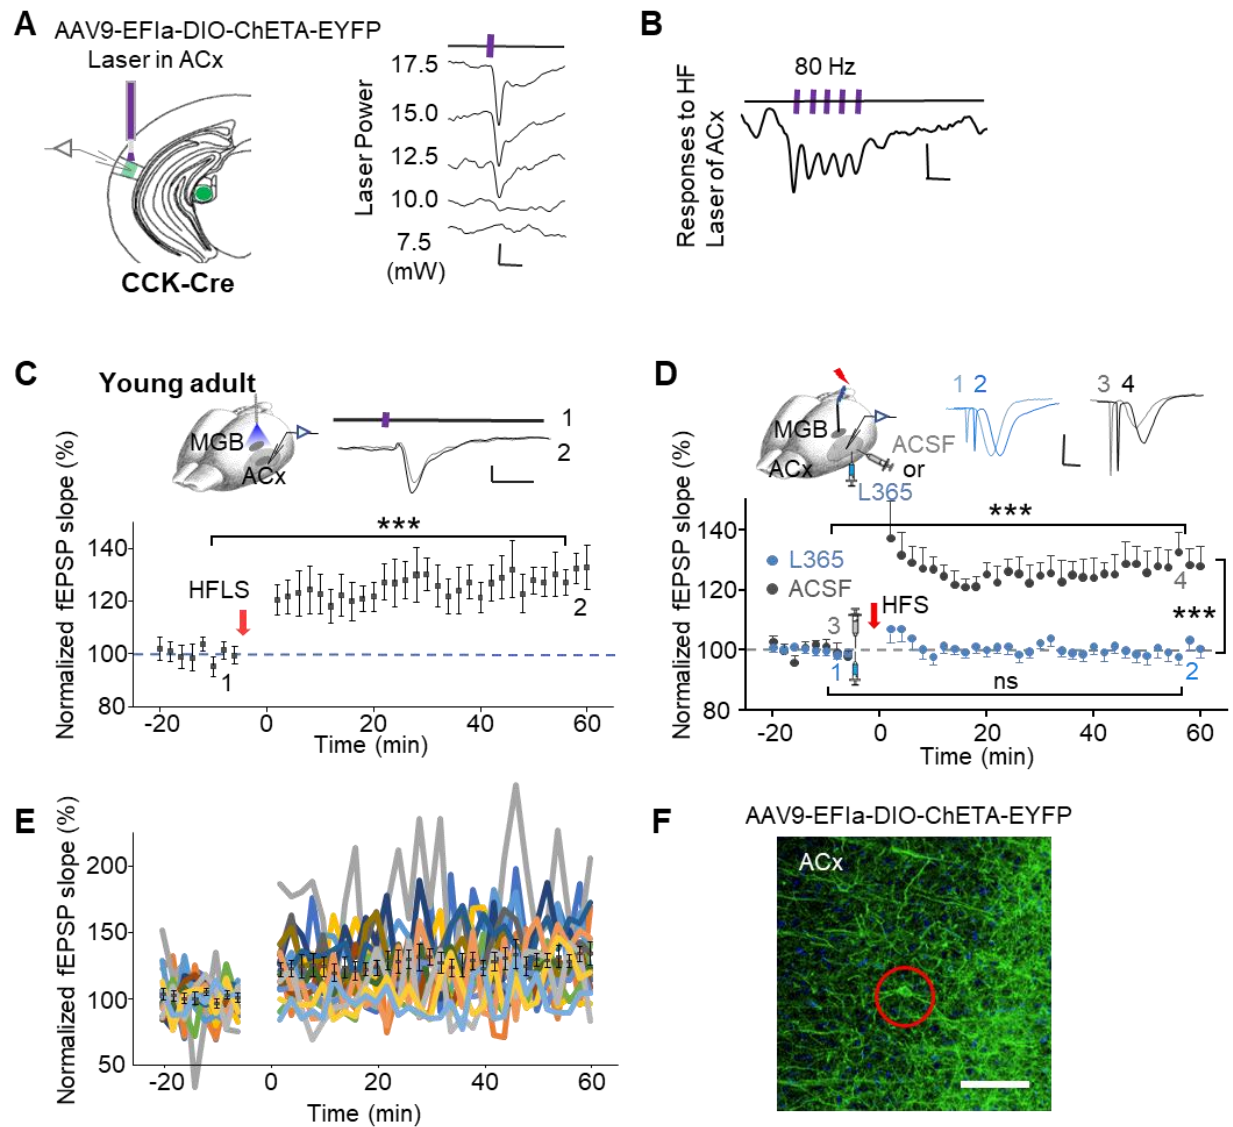 A
AAV9-EFIa-DIO-ChETA-EYFP
Laser in ACx
CCK-Cre
Laser Power
17.5
15.0
12.5
10.0
7.5
(mW)
B
Responses to HF
Laser of ACx
80 Hz
C
Young adult
MGB
ACx
1
2
Normalized fEPSP slope (%)
140
120
100
80
***
HFLS
1
2
-20
0
20
40
60
Time (min)
D
MGB
ACx
ACSF
or
L365
1 2
3 4
Normalized fEPSP slope (%)
140
120
100
80
***
L365
ACSF
HFS
3
1
4
***
2
ns
-20
0
20
40
60
Time (min)
E
Normalized fEPSP slope (%)
200
150
100
50
-20
0
20
40
60
Time (min)
F
AAV9-EFIa-DIO-ChETA-EYFP
ACx